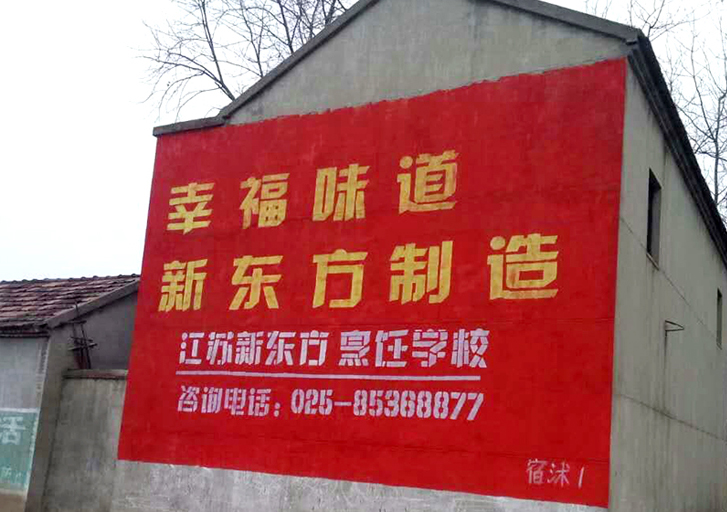 幸福味道
新东方制造
江苏新东方 烹饪学校
咨询电话：025-85368877
宿沭1
活